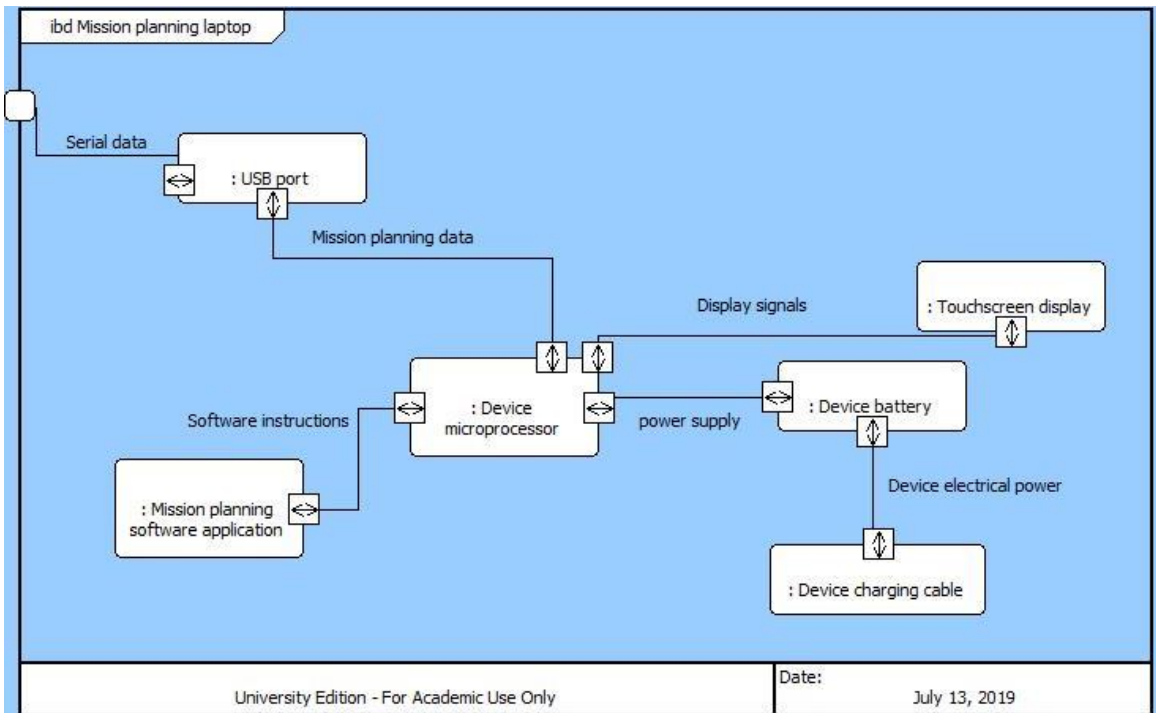 ibd Mission planning laptop
Serial data
: USB port
Mission planning data
Display signals
: Touchscreen display
Software instructions
: Device
microprocessor
power supply
: Device battery
Device electrical power
: Mission planning
software application
: Device charging cable
University Edition - For Academic Use Only
Date:
July 13, 2019